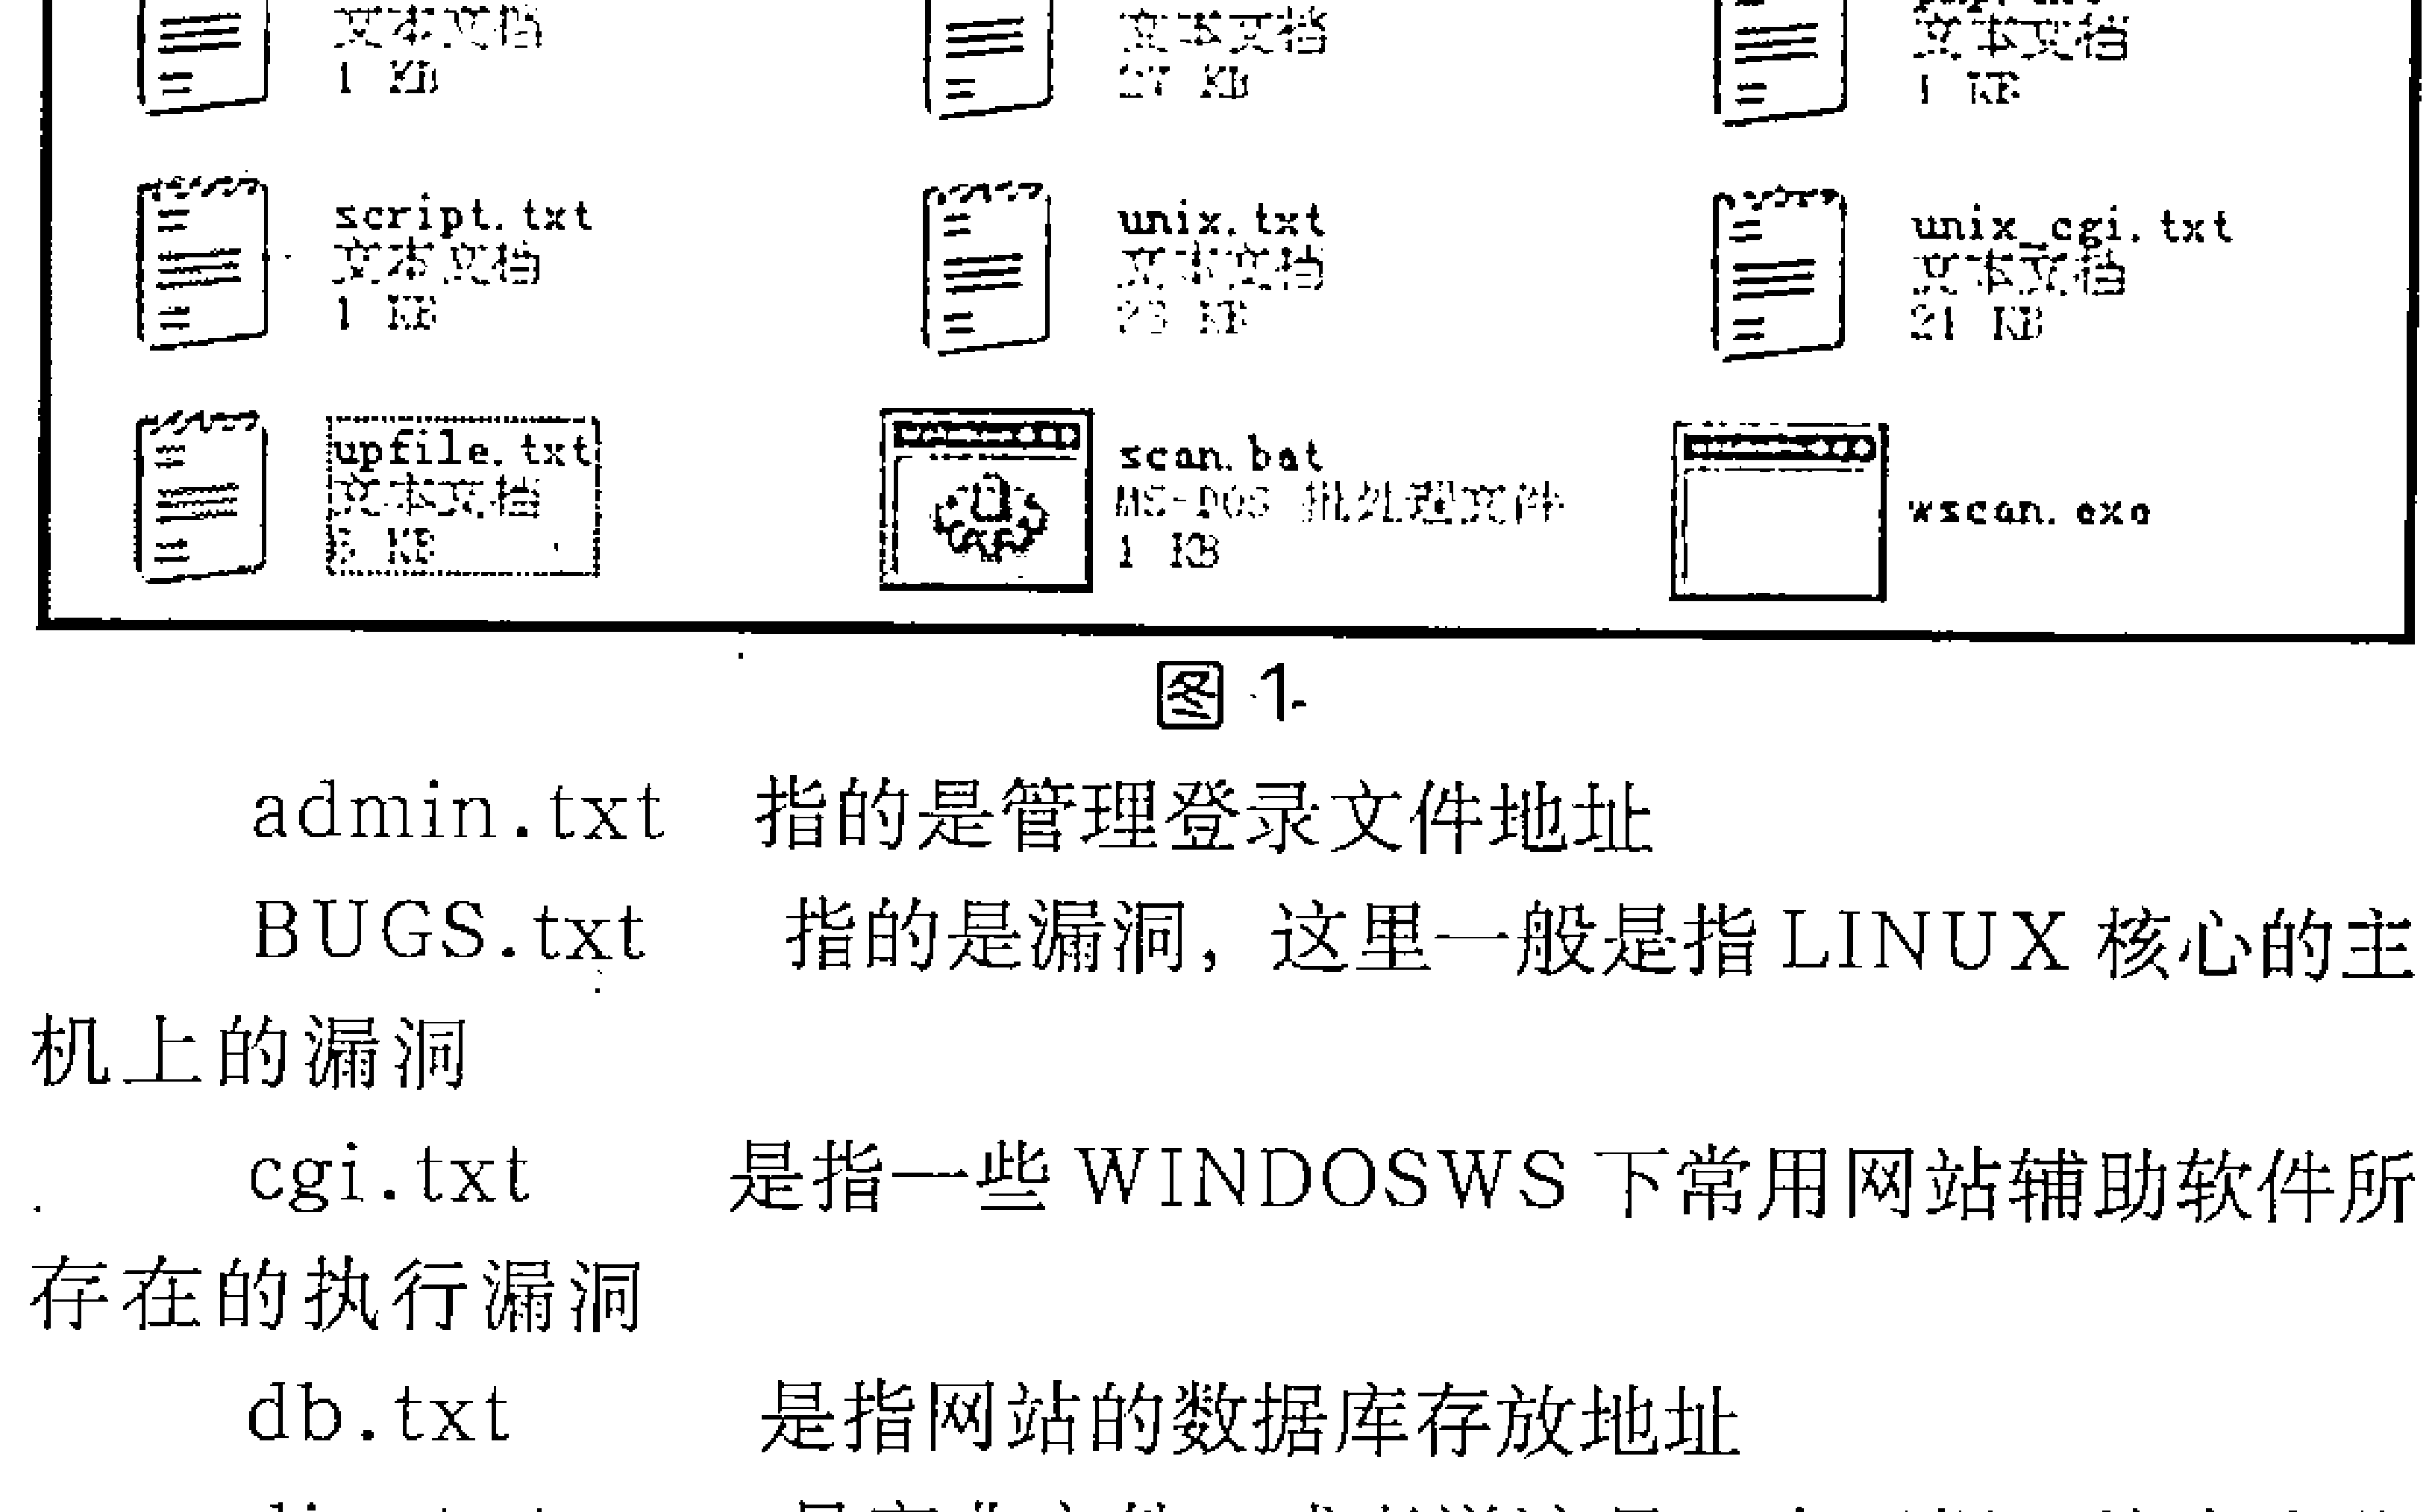 文本文档 文本文档 文本文档
1 KB 27 KB 1 KB
script.txt unix.txt unix_cgi.txt
文本文档 文本文档 文本文档
1 KB KB 21 KB
upfile.txt scan.bat wscan.exe
文本文档 MS-DOS 批处理文件
KB 1 KB
图 1
admin.txt 指的是管理登录文件地址
BUGS.txt 指的是漏洞，这里一般是指 LINUX 核心的主
机上的漏洞
cgi.txt 是指一些 WINDOSWS 下常用网站辅助软件所
存在的执行漏洞
db.txt 是指网站的数据库存放地址